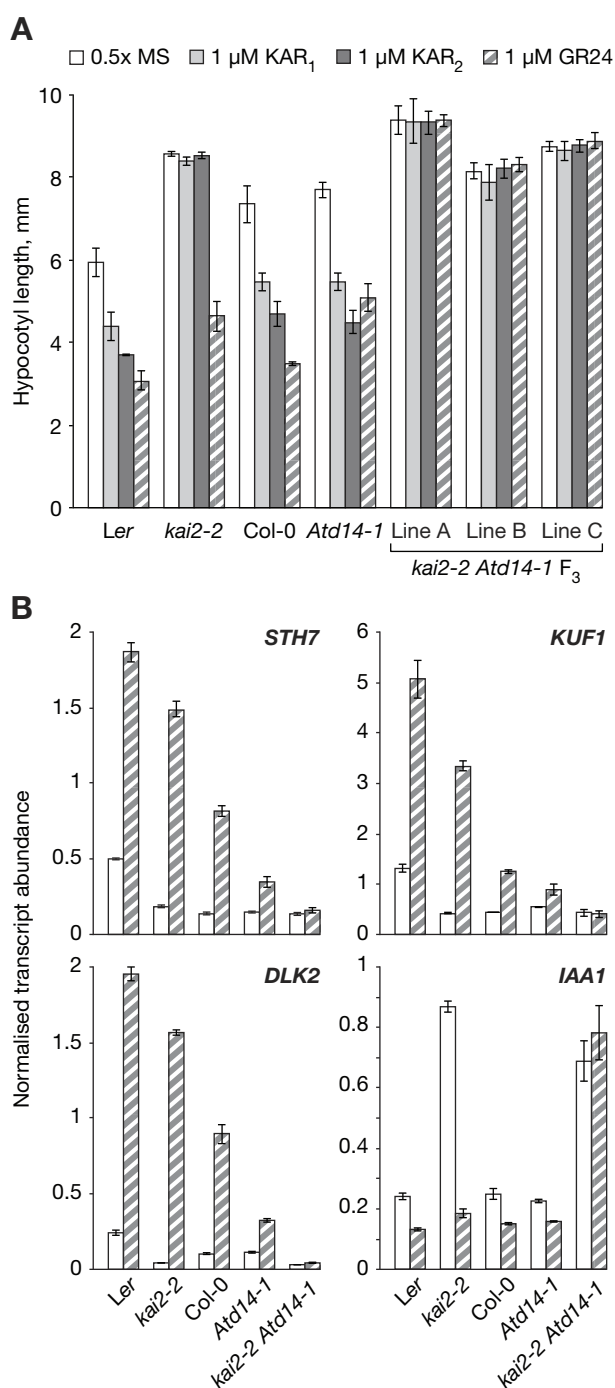 A
0.5x MS 1 µM KAR1 1 µM KAR2 1 µM GR24
10
8
6
4
2
0
Hypocotyl length, mm
Ler kai2-2 Col-0 Atd14-1 Line A Line B Line C
kai2-2 Atd14-1 F3
B
STH7
2
1.5
1
0.5
0
KUF1
6
5
4
3
2
1
0
Normalised transcript abundance
DLK2
2
1.5
1
0.5
0
IAA1
1
0.8
0.6
0.4
0.2
0
Ler kai2-2 Col-0 Atd14-1 kai2-2 Atd14-1
Ler kai2-2 Col-0 Atd14-1 kai2-2 Atd14-1